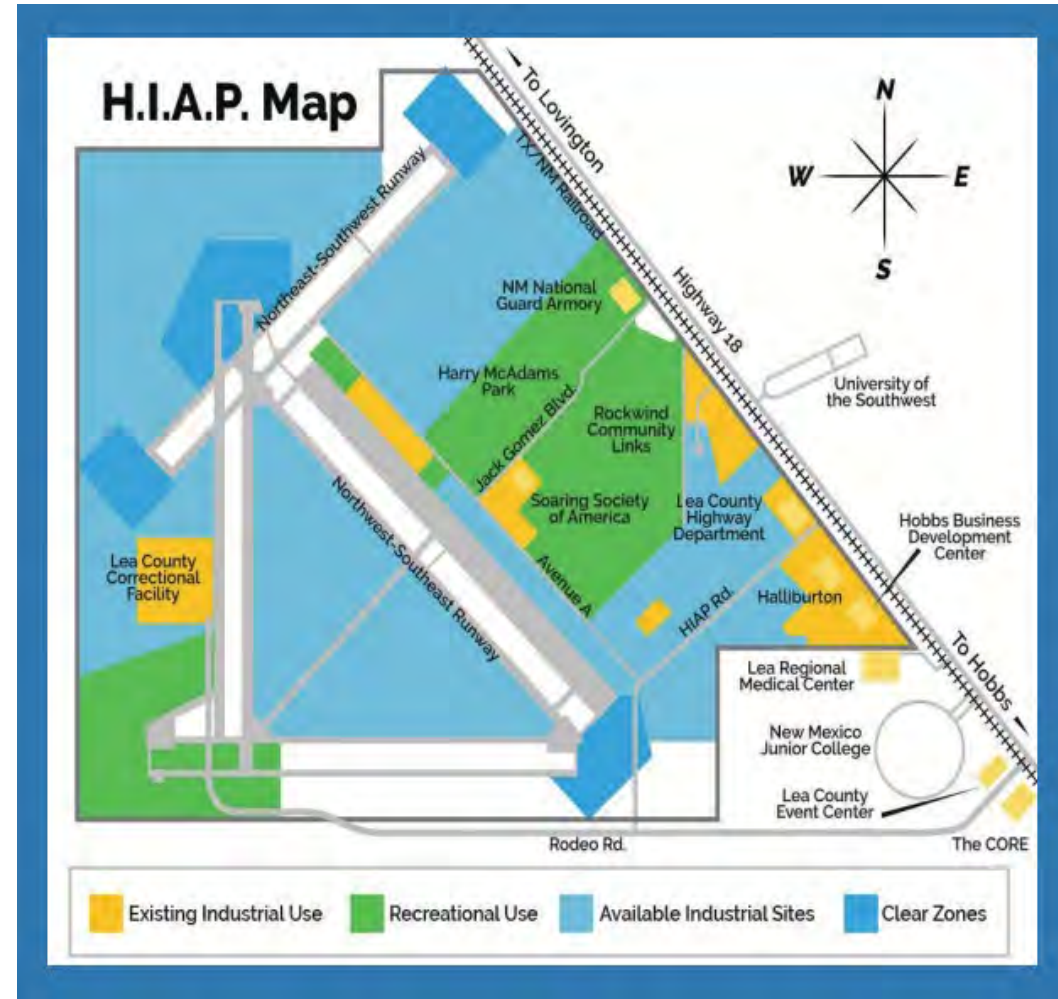 H.I.A.P. Map
To Lovington
TX/NM Railroad
Northeast-Southwest Runway
N
W
E
S
NM National
Guard Armory
Highway 18
Harry McAdams
Park
Jack Gomez Blvd.
Rockwind
Community
Links
University of
the Southwest
Northwest-Southeast Runway
Soaring Society
of America
Lea County
Highway
Department
Hobbs Business
Development
Center
Lea County
Correctional
Facility
Avenue A
HIAP Rd.
Halliburton
To Hobbs
Lea Regional
Medical Center
New Mexico
Junior College
Lea County
Event Center
Rodeo Rd.
The CORE
Existing Industrial Use
Recreational Use
Available Industrial Sites
Clear Zones